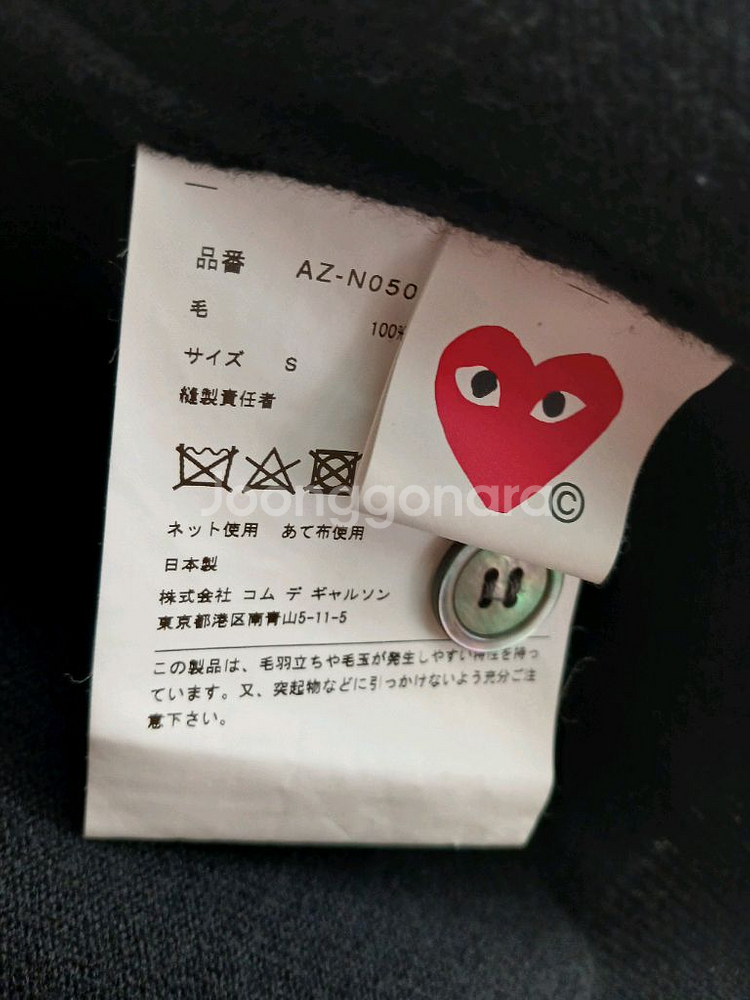 品番 AZ-N050
毛 100%
サイズ S
縫製責任者
ネット使用 あて布使用
日本製
株式会社 コム デ ギャルソン
東京都港区南青山5-11-5
この製品は、毛羽立ちや毛玉が発生しやすい特性を持っ
ています。又、突起物などに引っかけないよう充分ご注
意下さい。
©
Joonggonara